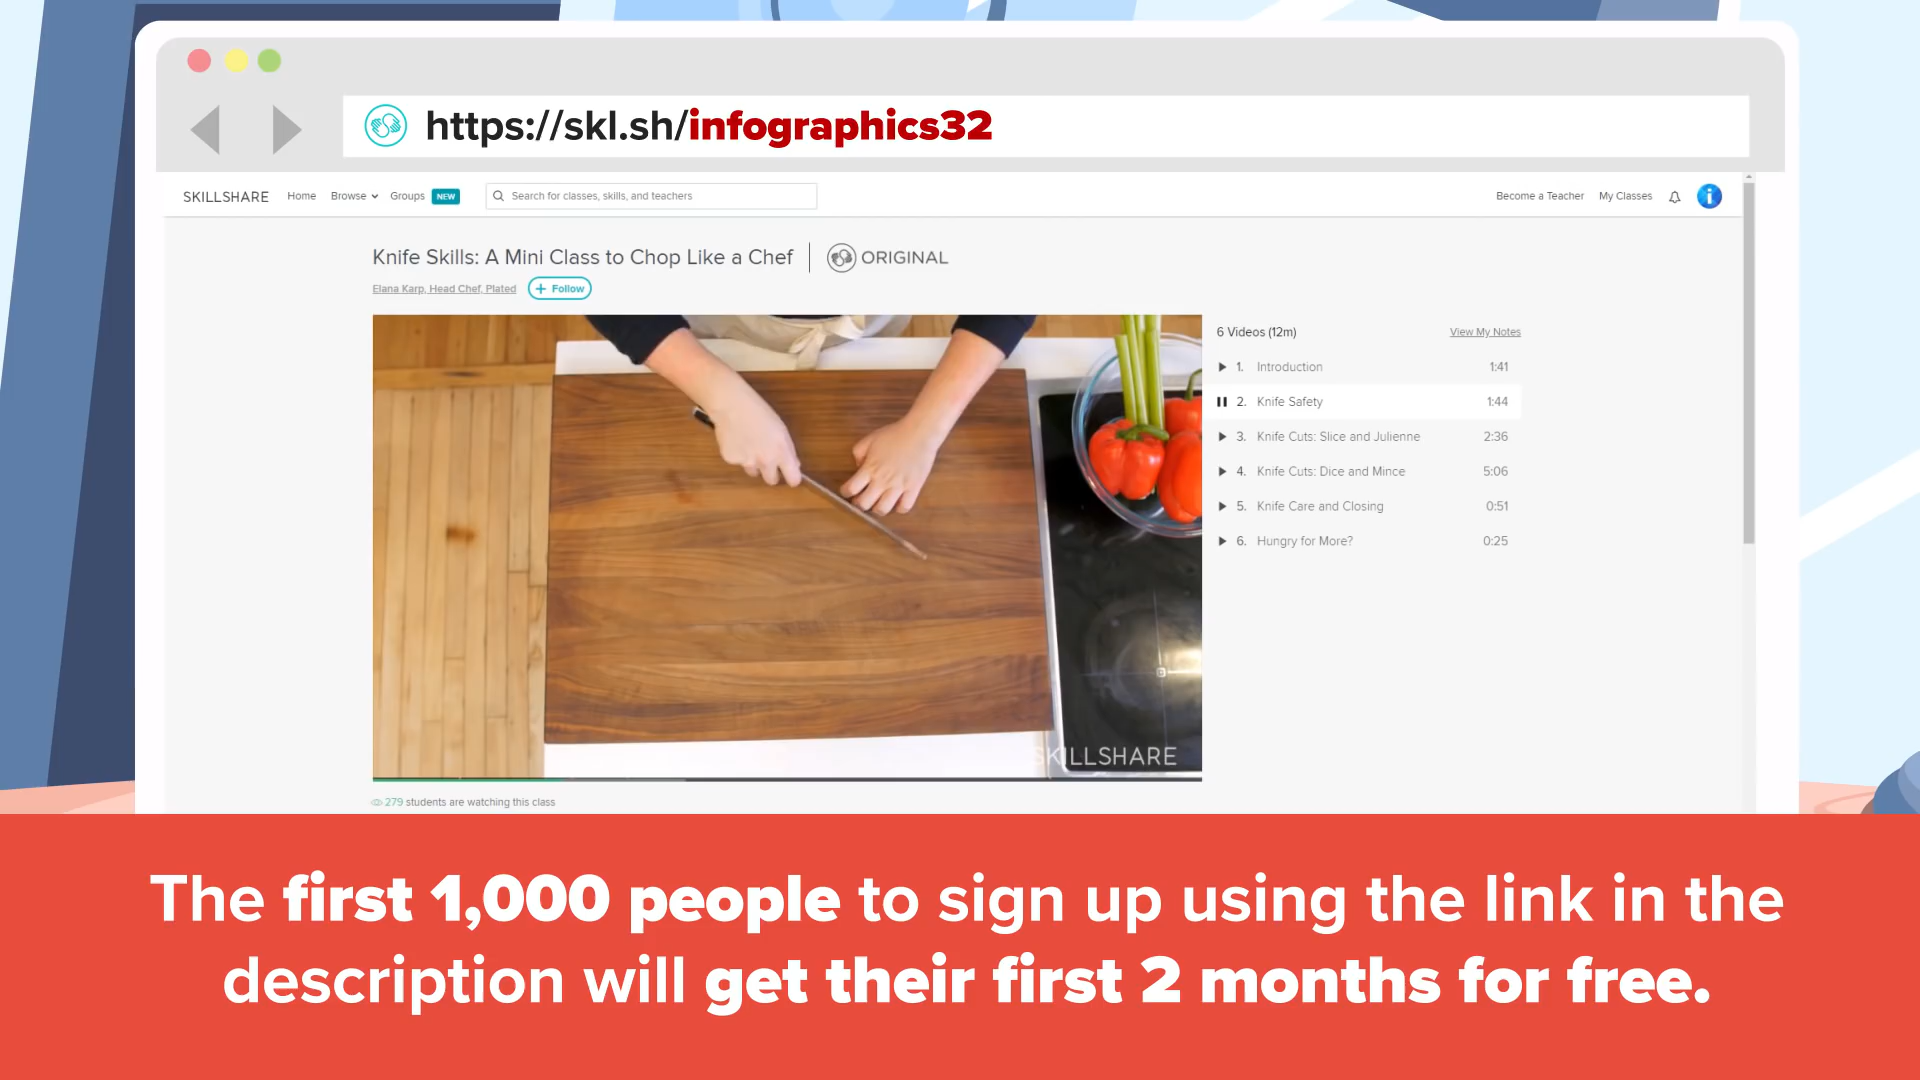 https://skl.sh/infographics32
SKILLSHARE Home Browse Groups NEW Search for classes, skills, and teachers Become a Teacher My Classes
Knife Skills: A Mini Class to Chop Like a Chef ORIGINAL
Elana Karp, Head Chef, Plated + Follow
6 Videos (12m) View My Notes
1. Introduction 1:41
2. Knife Safety 1:44
3. Knife Cuts: Slice and Julienne 2:36
4. Knife Cuts: Dice and Mince 5:06
5. Knife Care and Closing 0:51
6. Hungry for More? 0:25
SKILLSHARE
279 students are watching this class
The first 1,000 people to sign up using the link in the
description will get their first 2 months for free.